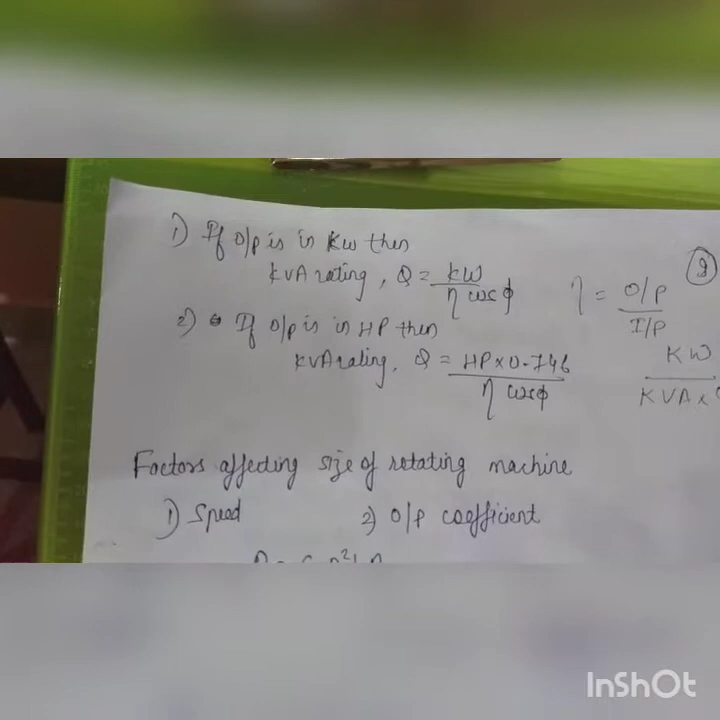 1) If o/p is in kw then
KVA rating, Q = kw / η cosφ
η = O/P / I/P
2) If o/p is in HP then
KVA rating, Q = HP×0.746 / η cosφ
KW / KVA×
Factors affecting size of rotating machine
1) Speed 2) O/P coefficient
InShOt